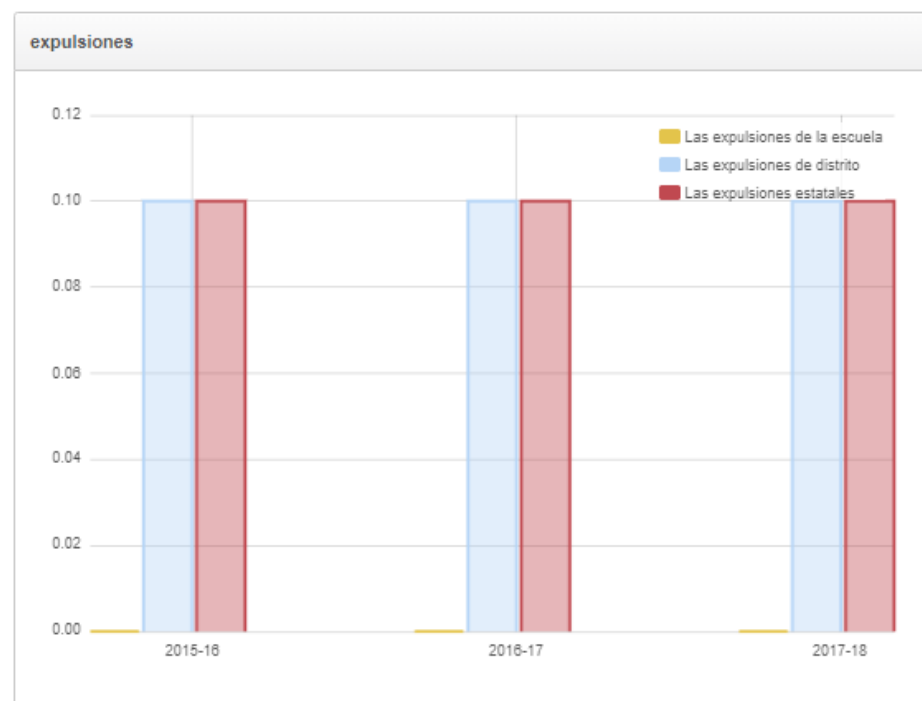 expulsiones
0.12
Las expulsiones de la escuela
Las expulsiones de distrito
0.10
Las expulsiones estatales
0.08
0.06
0.04
0.02
0.00
2015-16
2016-17
2017-18